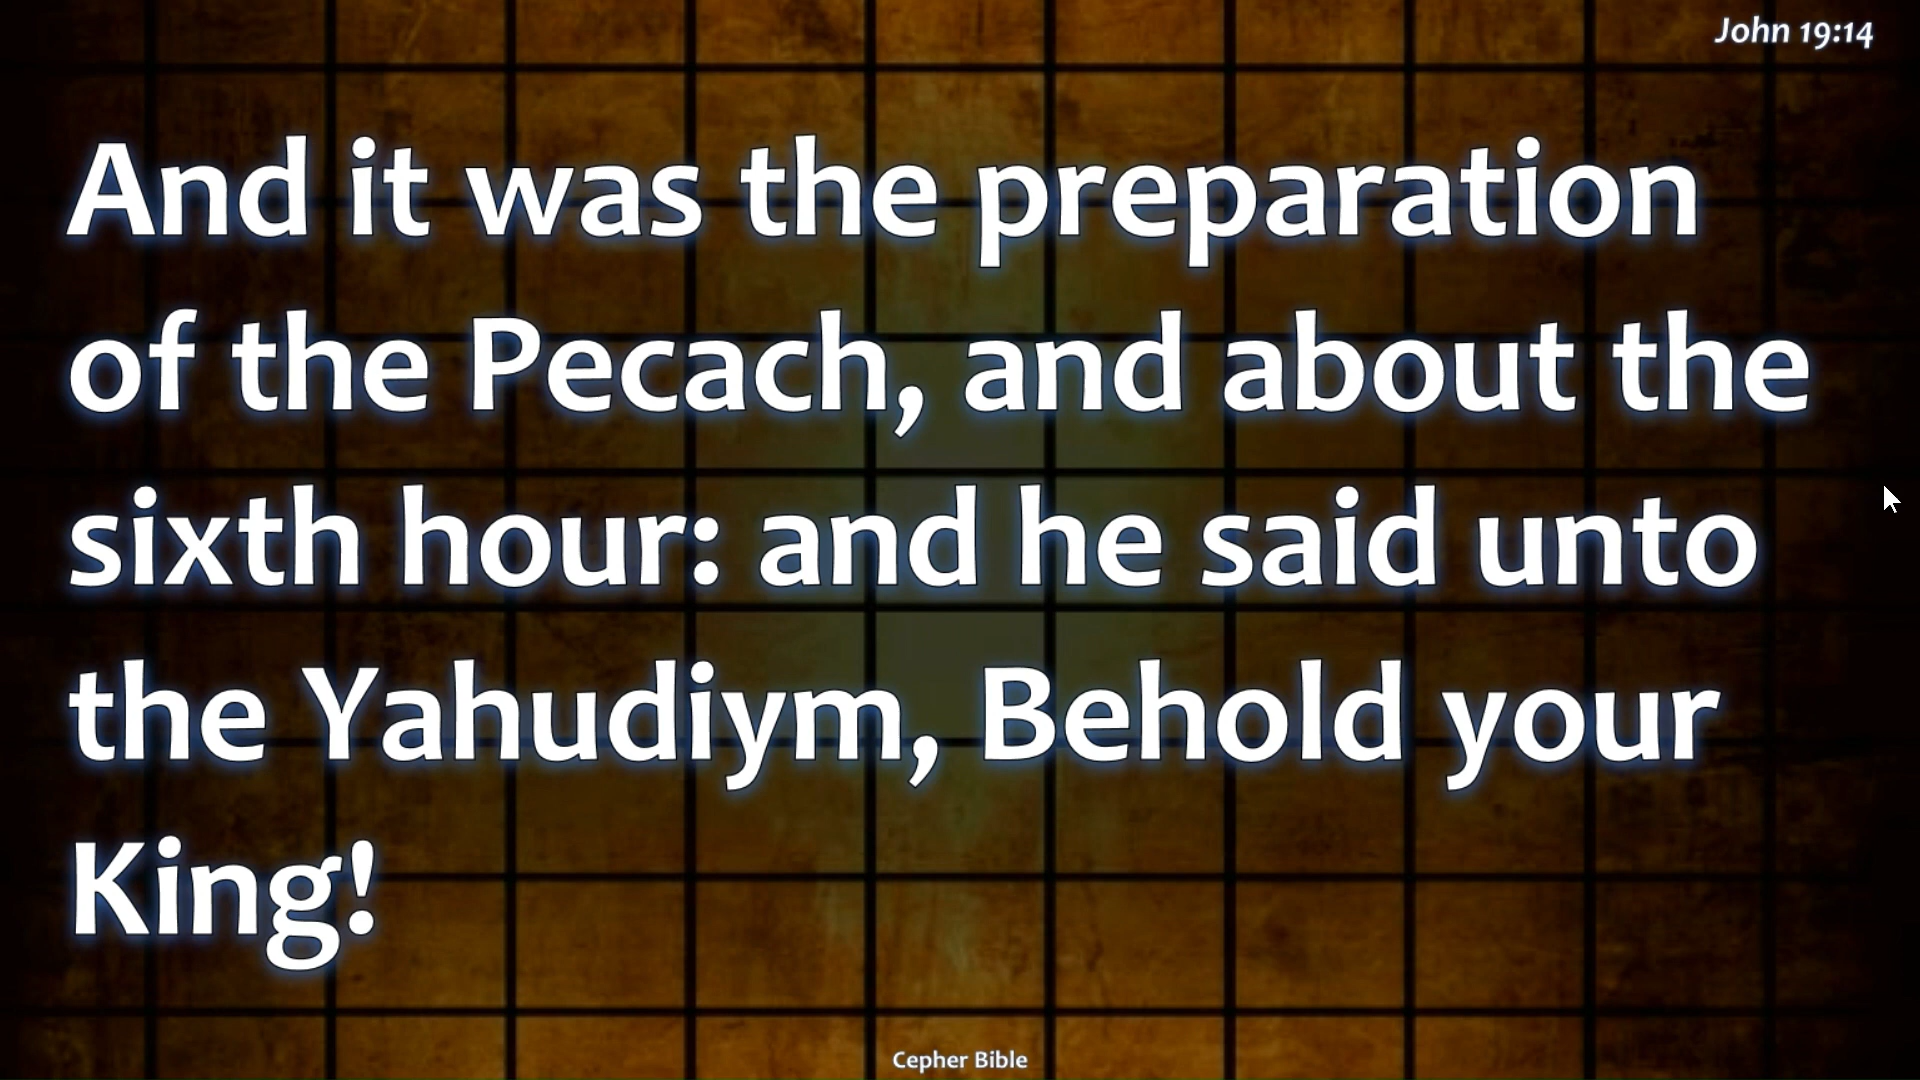 John 19:14
And it was the preparation
of the Pecach, and about the
sixth hour: and he said unto
the Yahudiym, Behold your
King!
Cepher Bible